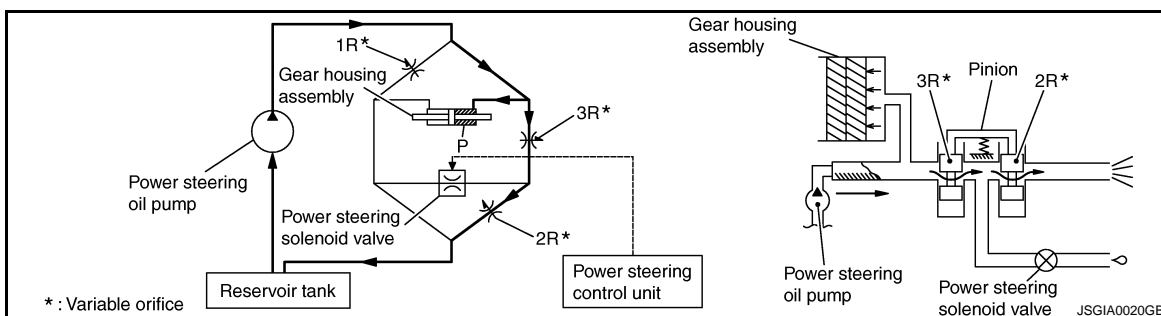 1R*
Gear housing
assembly
3R*
P
Power steering
oil pump
Power steering
solenoid valve
2R*
Reservoir tank
Power steering
control unit
* : Variable orifice
Gear housing
assembly
3R*
Pinion
2R*
Power steering
oil pump
Power steering
solenoid valve
JSGIA0020GB